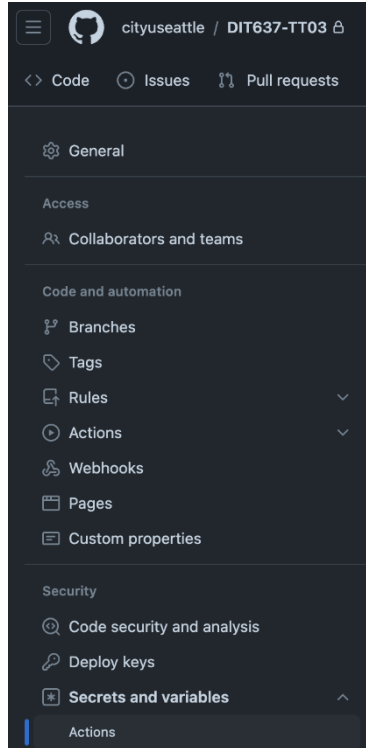 cityuseattle / DIT637-TT03
Code Issues Pull requests
General
Access
Collaborators and teams
Code and automation
Branches
Tags
Rules
Actions
Webhooks
Pages
Custom properties
Security
Code security and analysis
Deploy keys
Secrets and variables
Actions